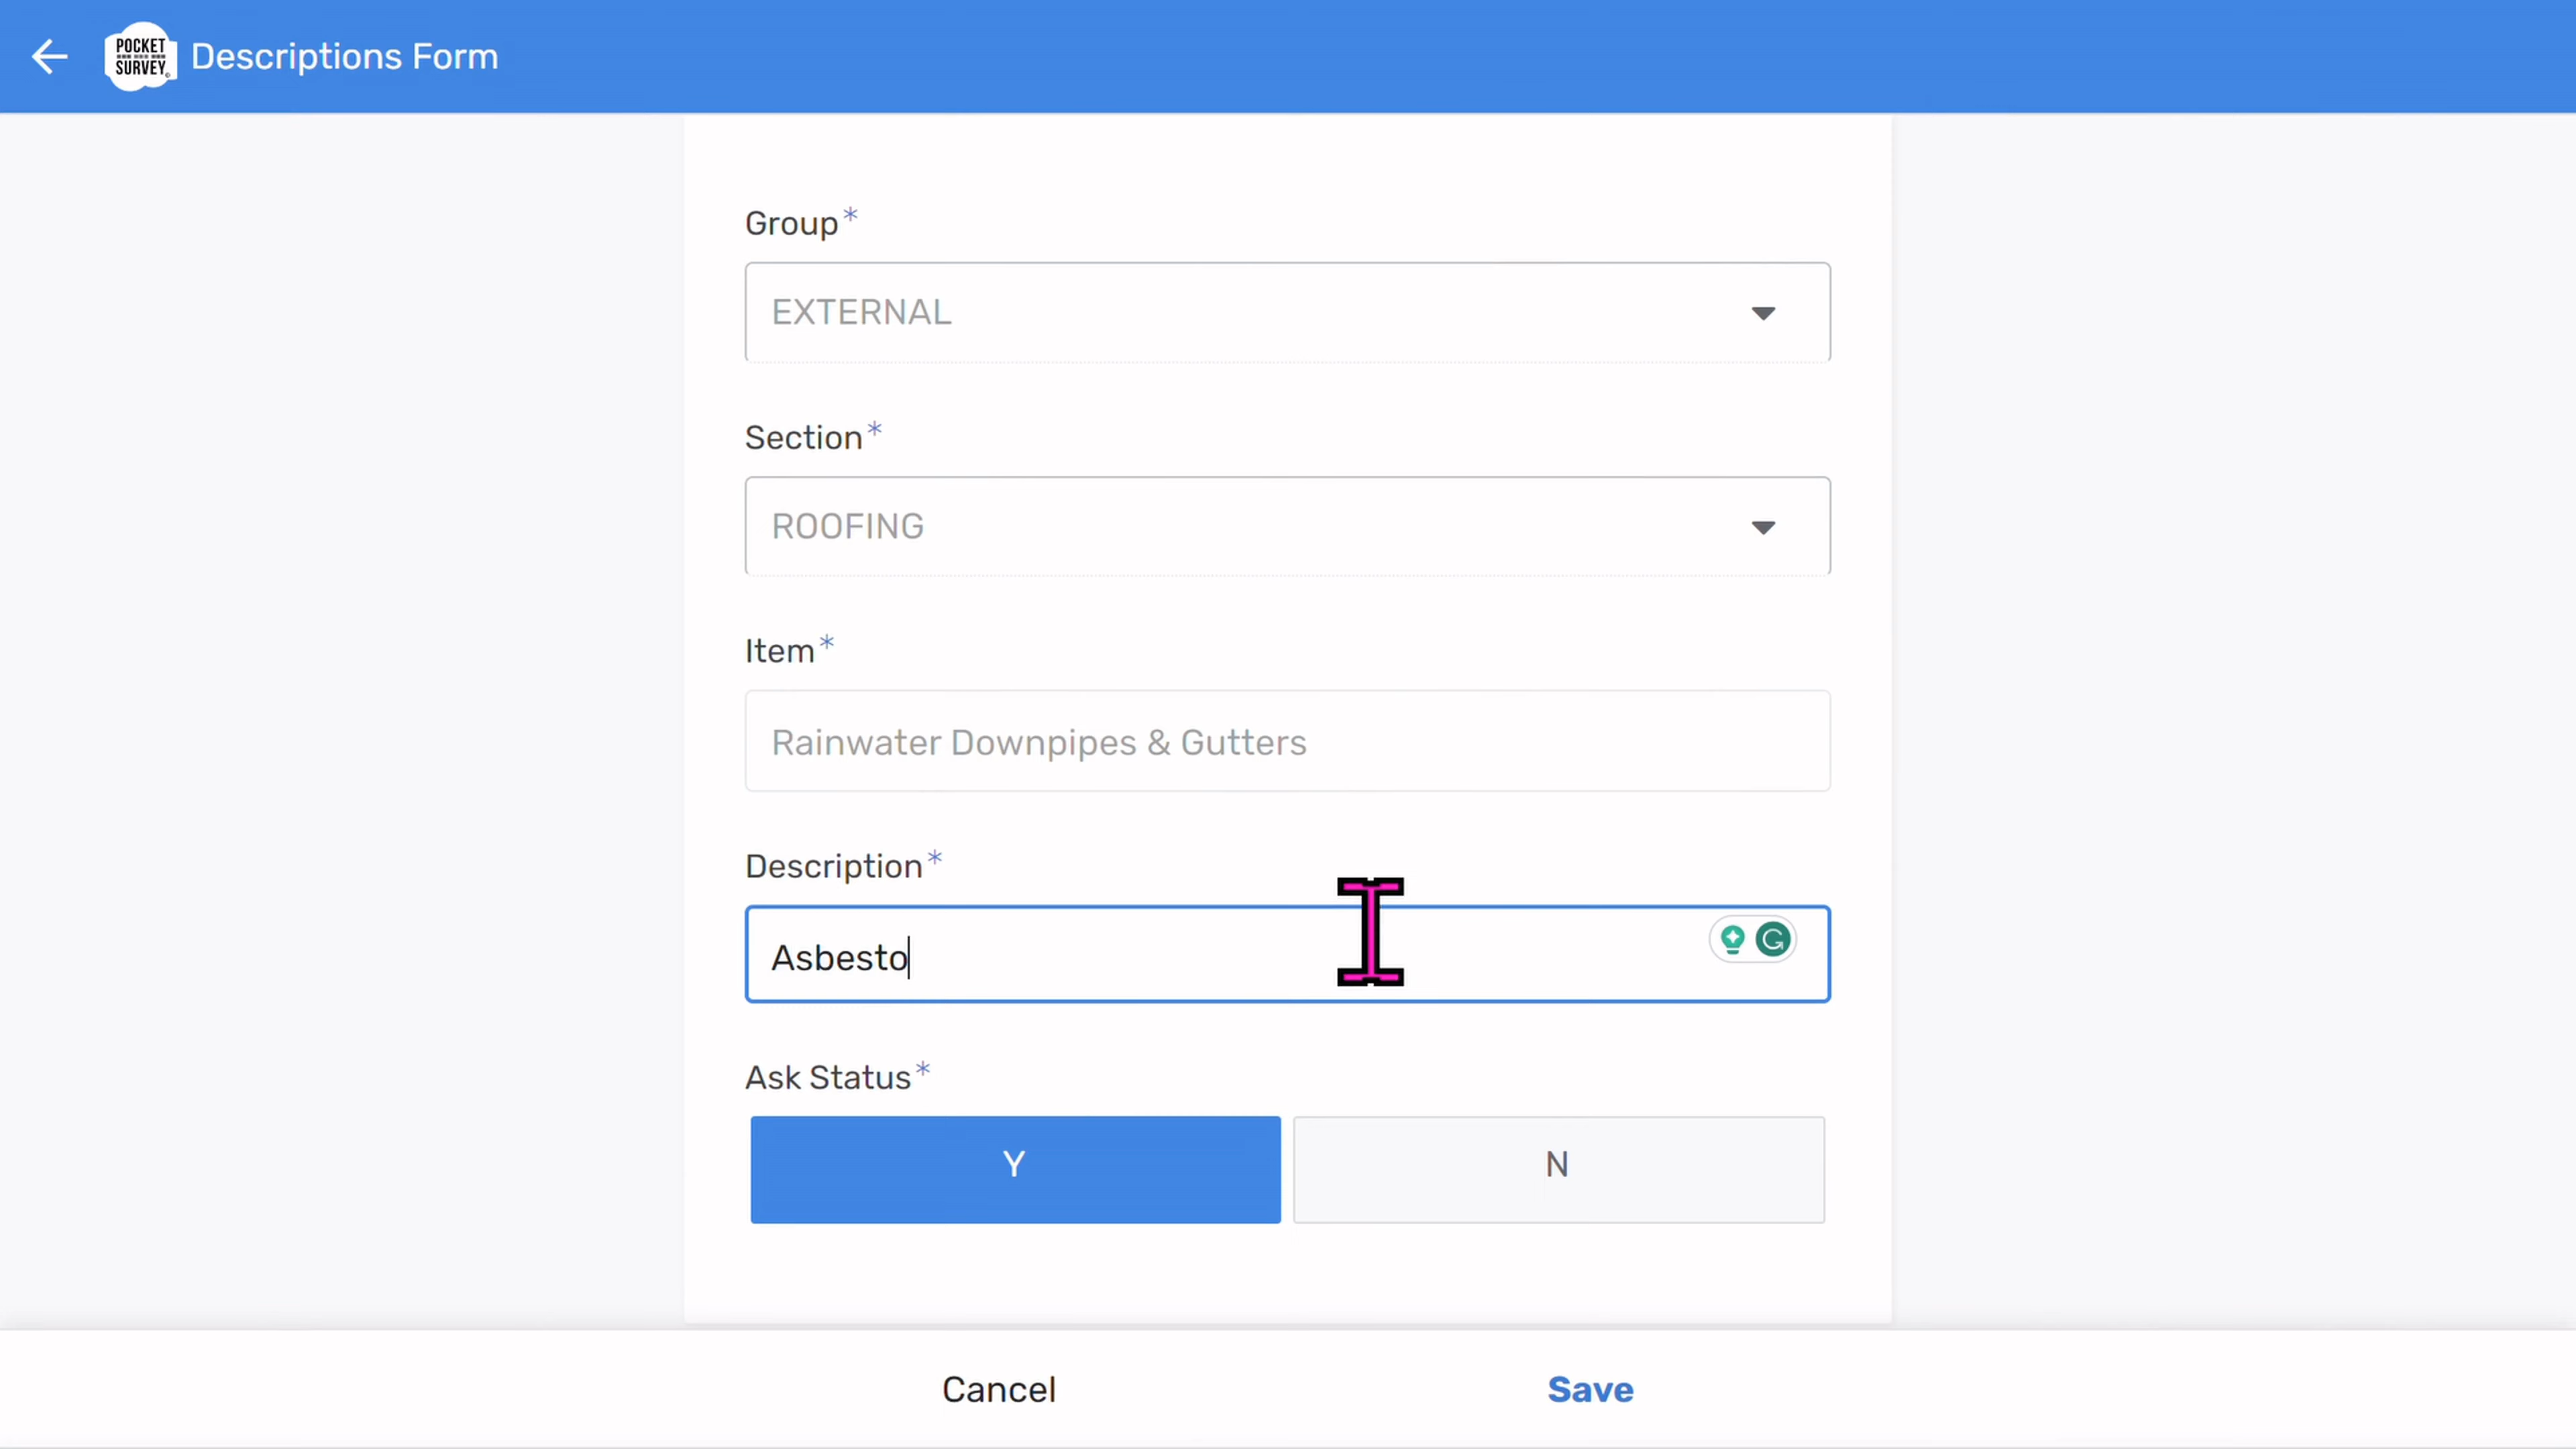 POCKET
SURVEY
Descriptions Form
Group*
EXTERNAL
Section*
ROOFING
Item*
Rainwater Downpipes & Gutters
Description*
Asbesto
Ask Status*
Y
N
Cancel
Save